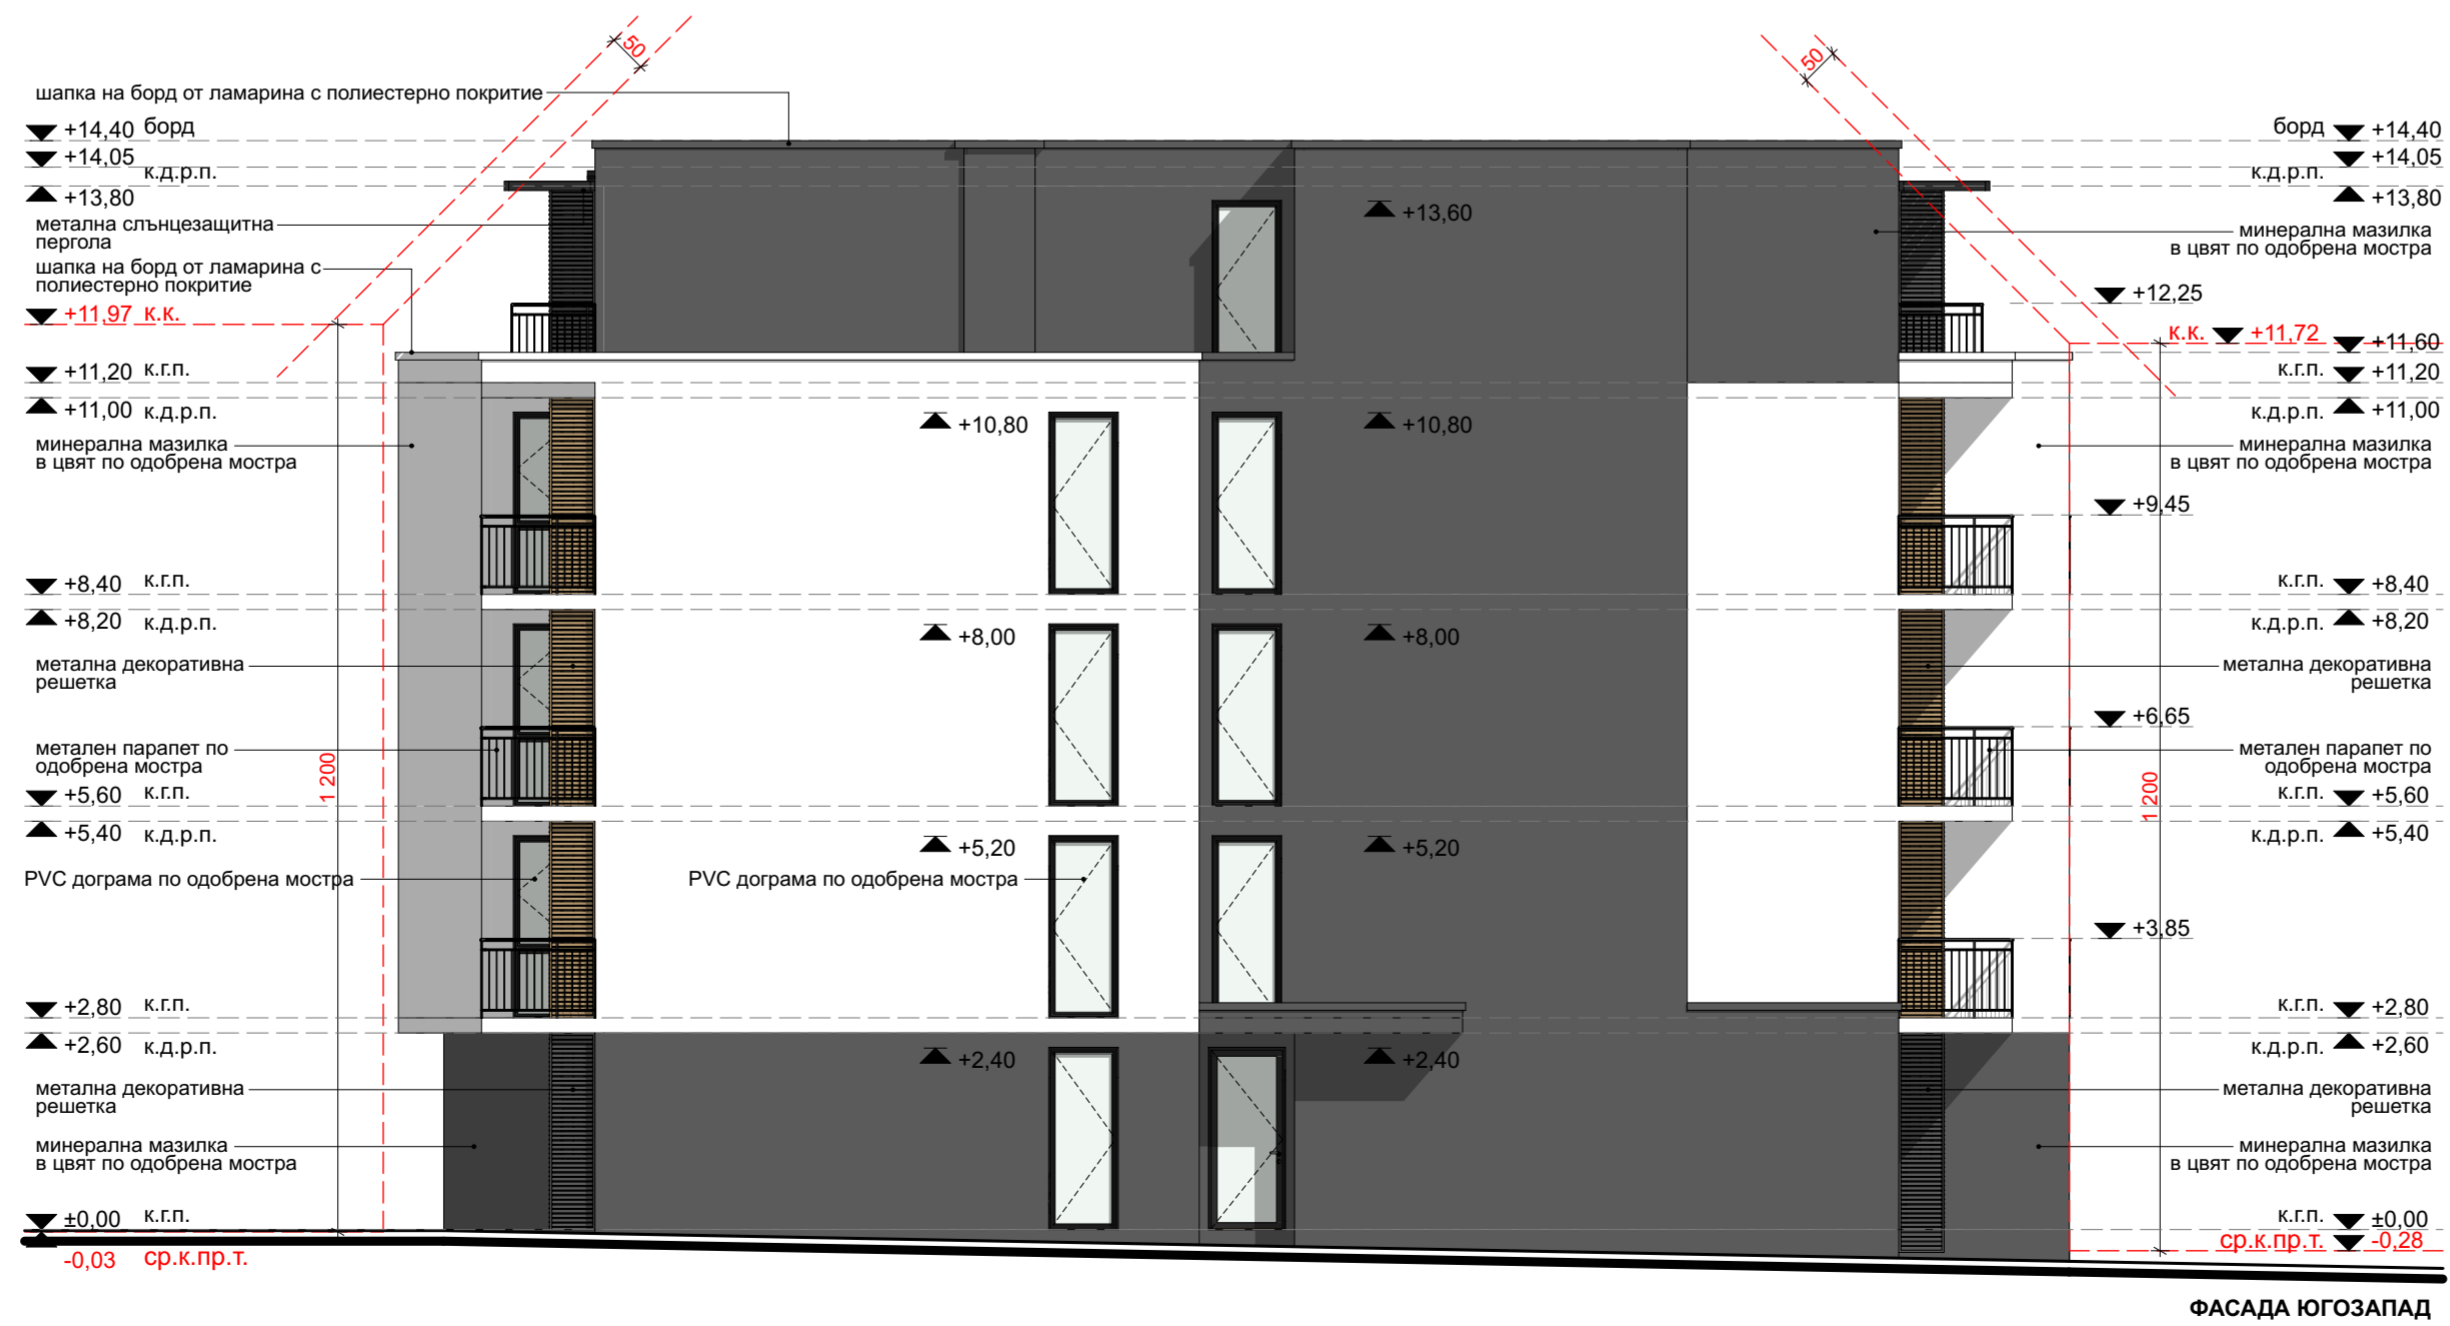 50
50
шапка на борд от ламарина с полиестерно покритие
+14,40 борд
борд +14,40
+14,05
+14,05
к.д.р.п.
к.д.р.п.
+13,80
+13,80
+13,60
метална слънцезащитна
пергола
минерална мазилка
в цвят по одобрена мостра
шапка на борд от ламарина с
полиестерно покритие
+12,25
+11,97 к.к.
к.к. +11,72
+11,60
+11,20 к.г.п.
к.г.п. +11,20
+11,00 к.д.р.п.
к.д.р.п. +11,00
+10,80
+10,80
минерална мазилка
в цвят по одобрена мостра
минерална мазилка
в цвят по одобрена мостра
+9,45
+8,40 к.г.п.
к.г.п. +8,40
+8,20 к.д.р.п.
к.д.р.п. +8,20
+8,00
+8,00
метална декоративна
решетка
метална декоративна
решетка
+6,65
метален парапет по
одобрена мостра
метален парапет по
одобрена мостра
1 200
1 200
+5,60 к.г.п.
к.г.п. +5,60
+5,40 к.д.р.п.
к.д.р.п. +5,40
+5,20
+5,20
PVC дограма по одобрена мостра
PVC дограма по одобрена мостра
+3,85
+2,80 к.г.п.
к.г.п. +2,80
+2,60 к.д.р.п.
к.д.р.п. +2,60
+2,40
+2,40
метална декоративна
решетка
метална декоративна
решетка
минерална мазилка
в цвят по одобрена мостра
минерална мазилка
в цвят по одобрена мостра
±0,00 к.г.п.
к.г.п. ±0,00
-0,03 ср.к.пр.т.
ср.к.пр.т. -0,28
ФАСАДА ЮГОЗАПАД